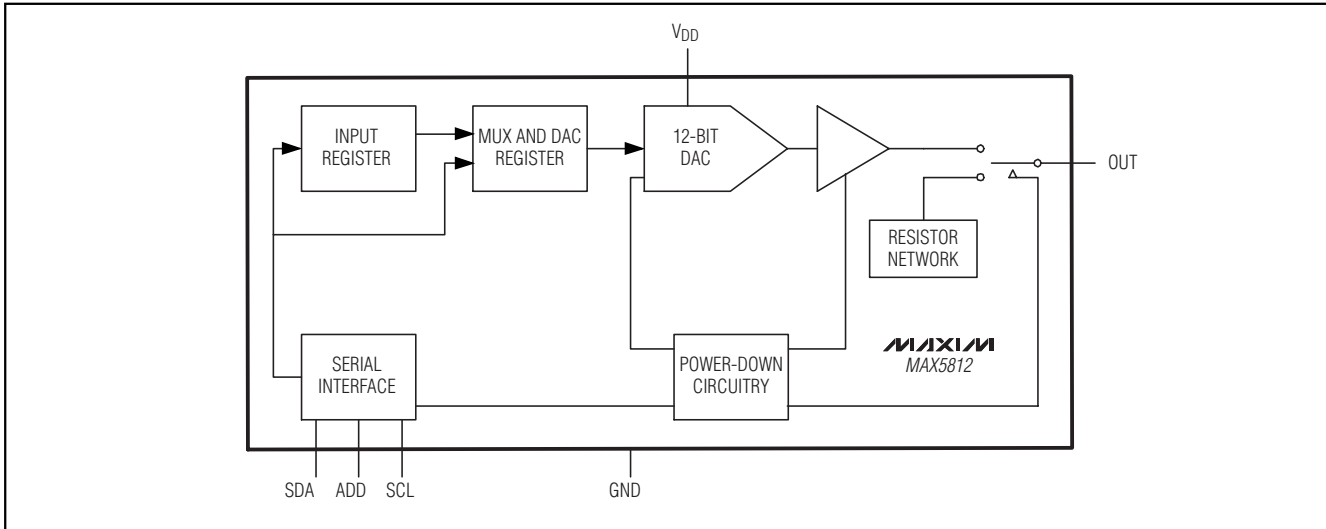 VDD
INPUT
REGISTER
MUX AND DAC
REGISTER
12-BIT
DAC
OUT
RESISTOR
NETWORK
SERIAL
INTERFACE
POWER-DOWN
CIRCUITRY
MAXIM
MAX5812
SDA ADD SCL GND